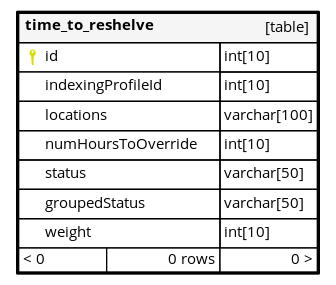 time_to_reshelve [table]
id int[10]
indexingProfileId int[10]
locations varchar[100]
numHoursToOverride int[10]
status varchar[50]
groupedStatus varchar[50]
weight int[10]
< 0 0 rows 0 >